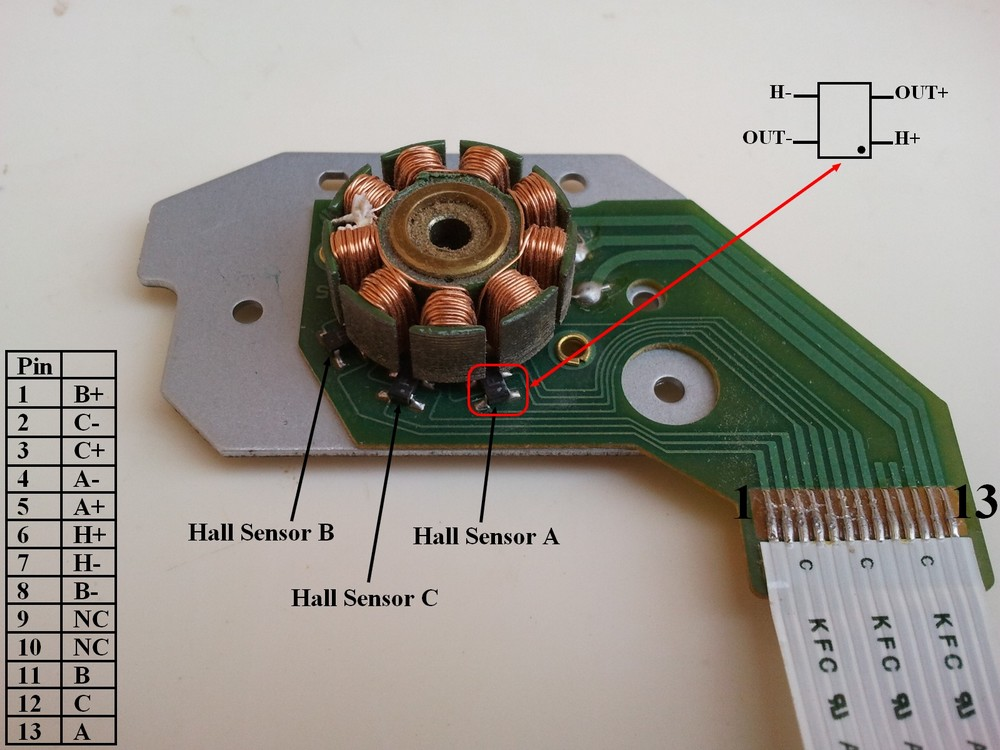 H-
OUT+
OUT-
H+
Pin
1 B+
2 C-
3 C+
4 A-
5 A+
6 H+
7 H-
8 B-
9 NC
10 NC
11 B
12 C
13 A
Hall Sensor B
Hall Sensor A
Hall Sensor C
1
13
C
C
C
KFC
KFC
KFC